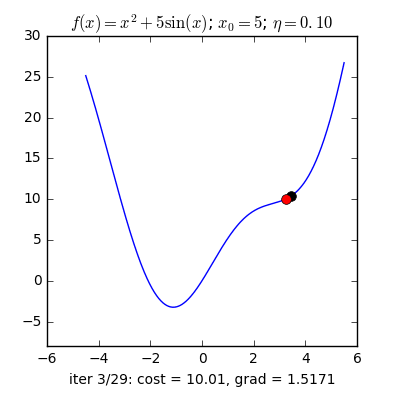 f(x) = x² + 5sin(x); x₀ = 5; η = 0.10
30
25
20
15
10
5
0
−5
−6 −4 −2 0 2 4 6
iter 3/29: cost = 10.01, grad = 1.5171